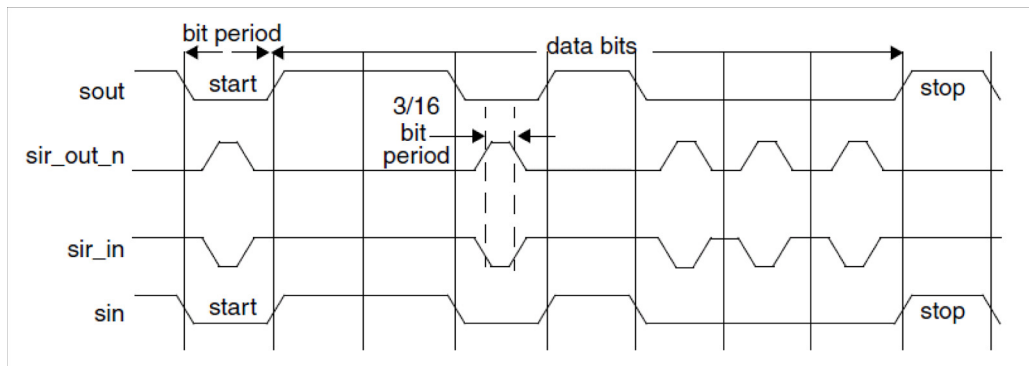 bit period
data bits
sout
start
stop
3/16
bit
period
sir_out_n
sir_in
sin
start
stop